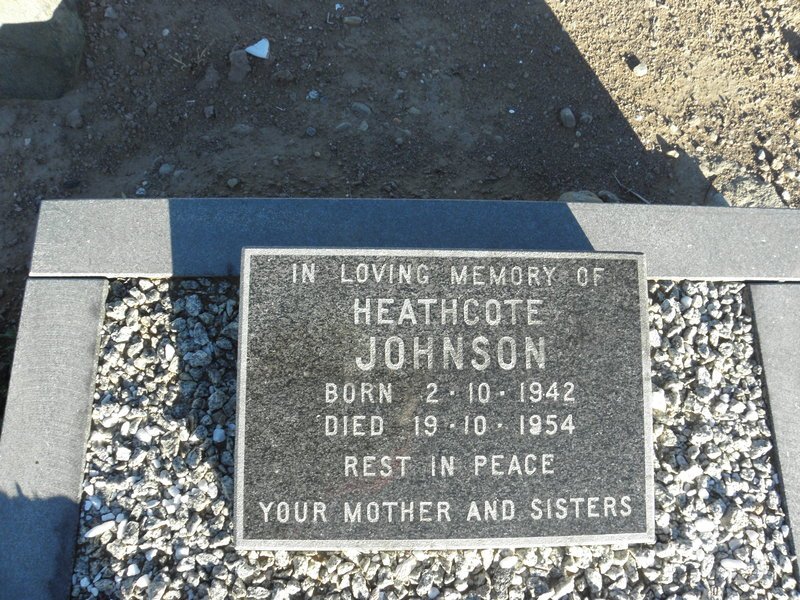 IN LOVING MEMORY OF
HEATHCOTE
JOHNSON
BORN 2·10·1942
DIED 19·10·1954
REST IN PEACE
YOUR MOTHER AND SISTERS